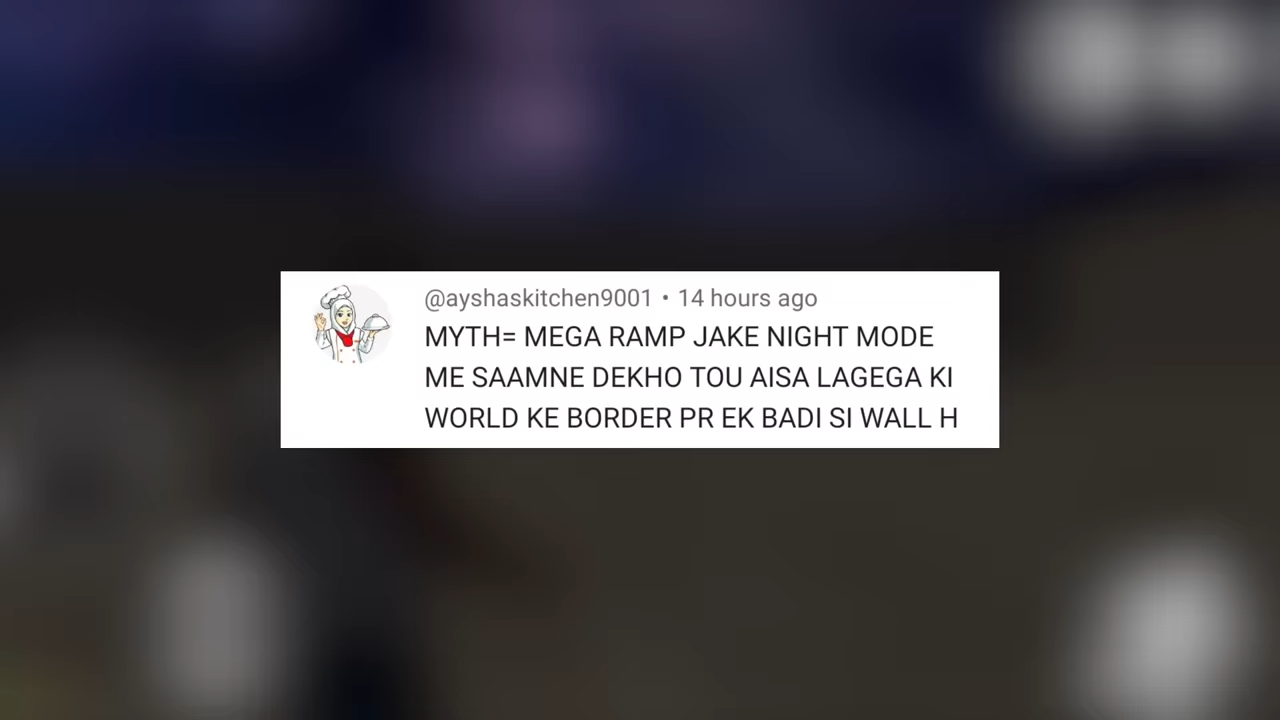 @ayshaskitchen9001 • 14 hours ago
MYTH= MEGA RAMP JAKE NIGHT MODE
ME SAAMNE DEKHO TOU AISA LAGEGA KI
WORLD KE BORDER PR EK BADI SI WALL H